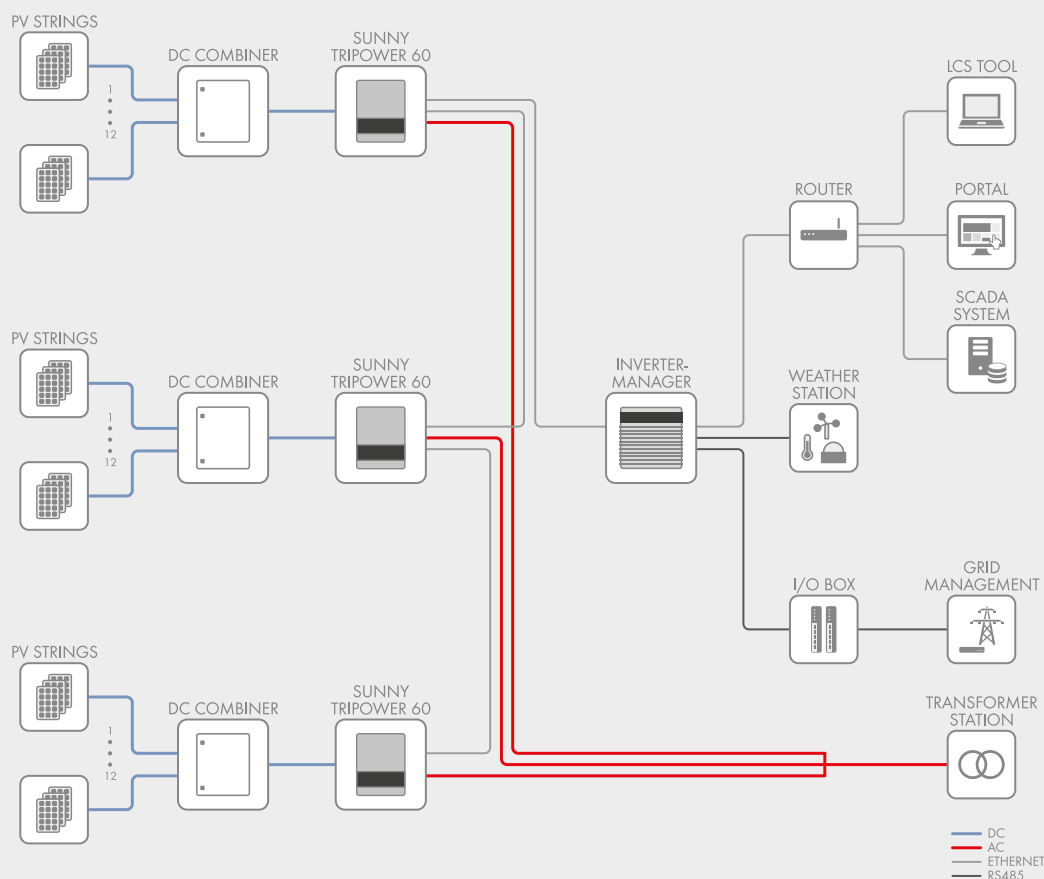 PV STRINGS
1
12
DC COMBINER
SUNNY
TRIPOWER 60
LCS TOOL
ROUTER
PORTAL
SCADA
SYSTEM
PV STRINGS
1
12
DC COMBINER
SUNNY
TRIPOWER 60
INVERTER-
MANAGER
WEATHER
STATION
I/O BOX
GRID
MANAGEMENT
PV STRINGS
1
12
DC COMBINER
SUNNY
TRIPOWER 60
TRANSFORMER
STATION
DC
AC
ETHERNET
RS485